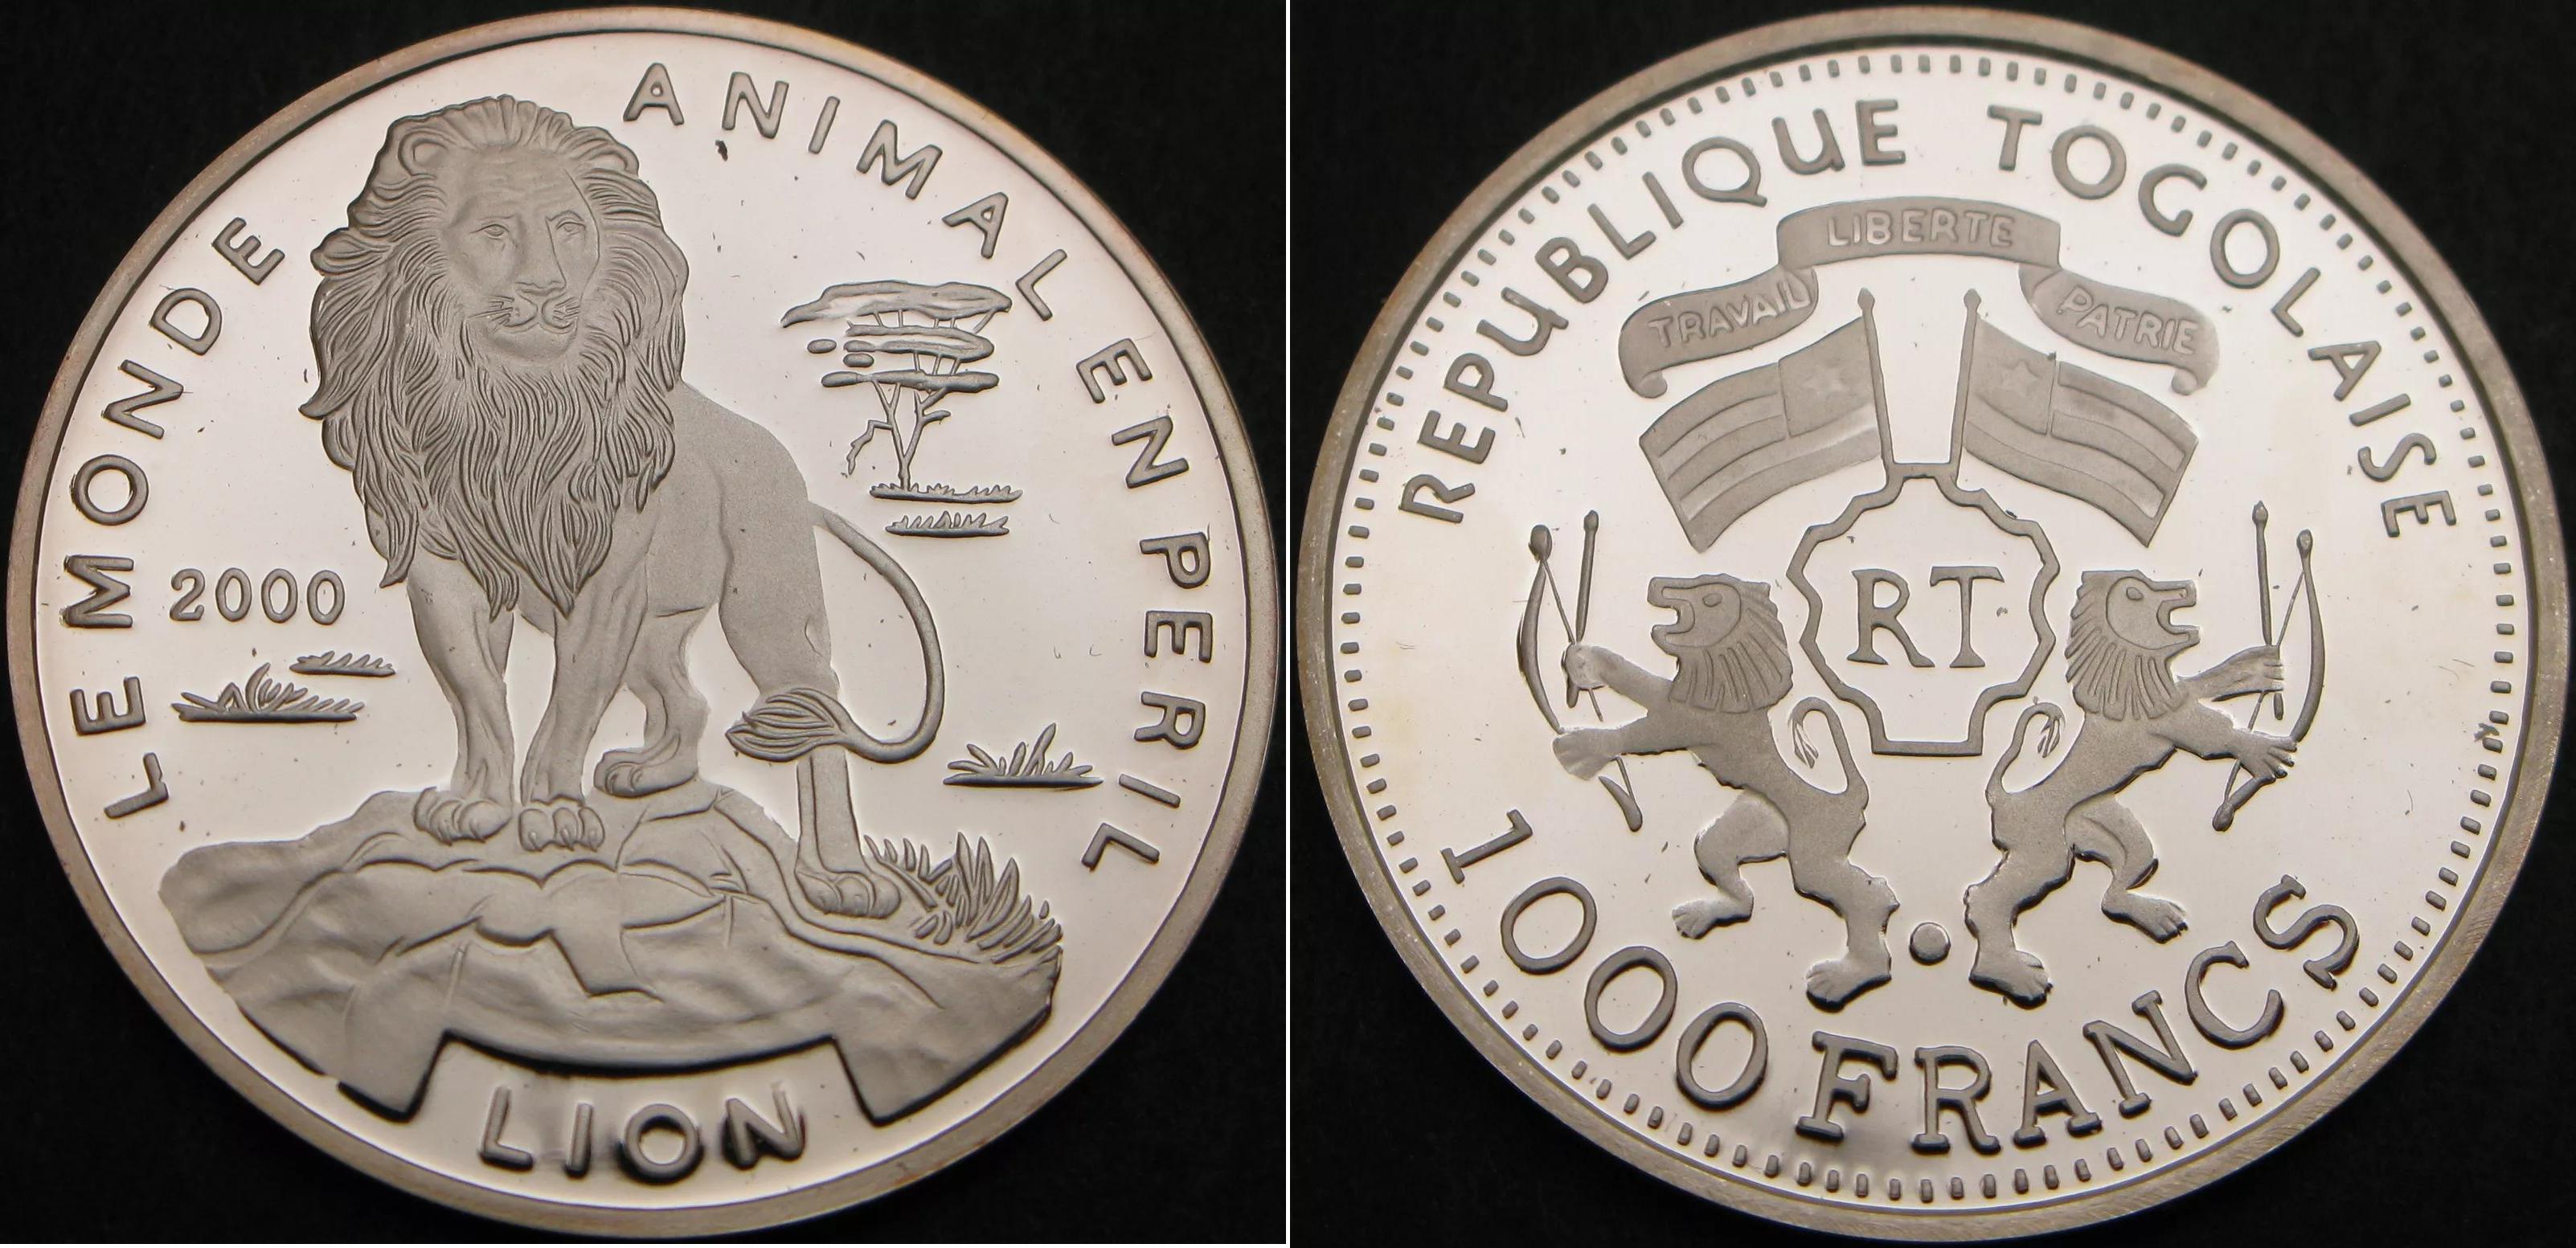 LE MONDE ANIMAL EN PERIL
2000
LION
REPUBLIQUE TOGOLAISE
TRAVAIL LIBERTE PATRIE
RT
1000 FRANCS